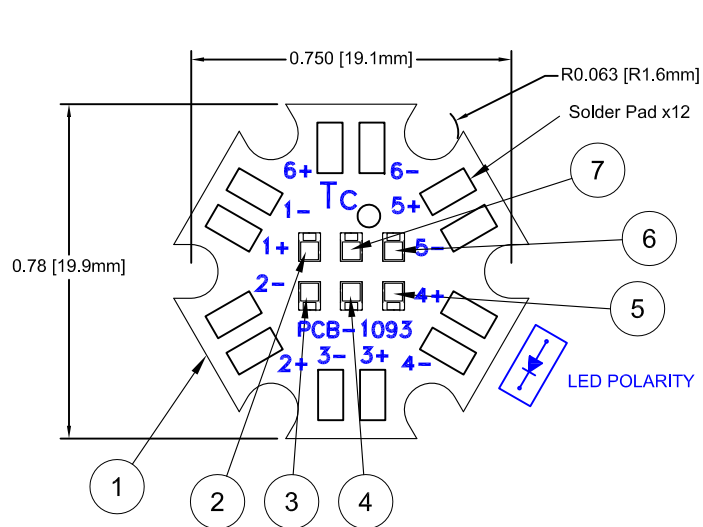 0.750 [19.1mm]
R0.063 [R1.6mm]
Solder Pad x12
6+
6-
7
1-
Tc
5+
1+
5-
6
0.78 [19.9mm]
2-
4+
5
PCB-1093
2+
3-
3+
4-
LED POLARITY
1
2
3
4